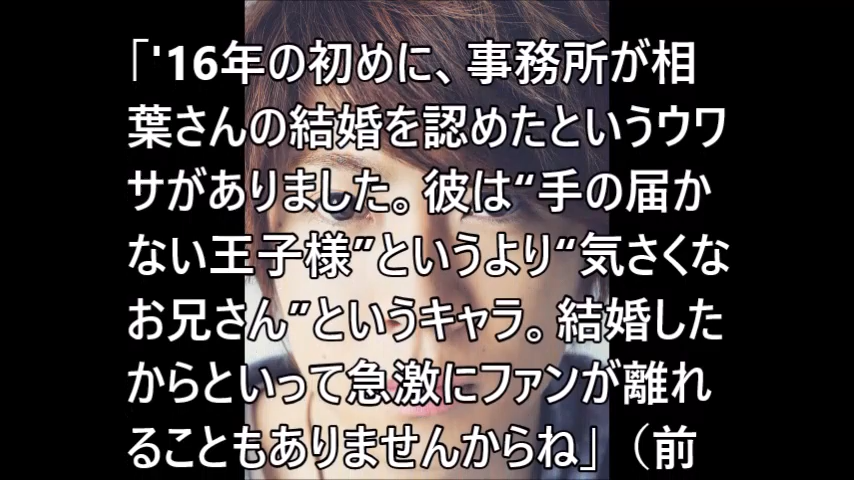 「'16年の初めに、事務所が相
葉さんの結婚を認めたというウワ
サがありました。彼は“手の届か
ない王子様”というより“気さくな
お兄さん”というキャラ。結婚した
からといって急激にファンが離れ
ることもありませんからね」（前